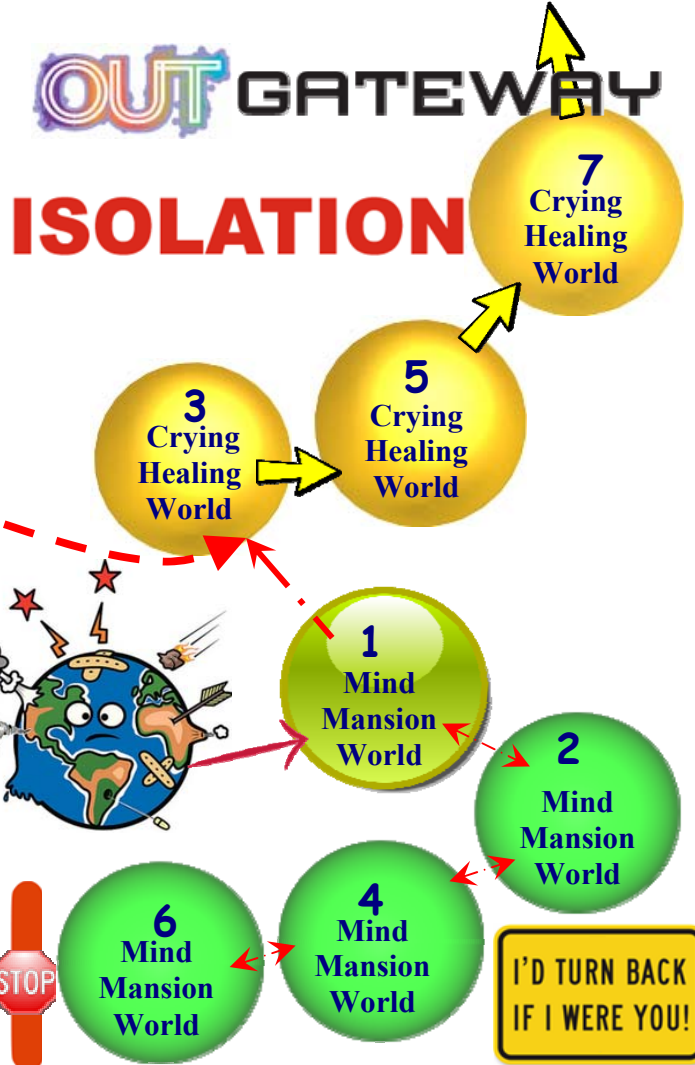 OUT GATEWAY
ISOLATION
7
Crying
Healing
World
5
Crying
Healing
World
3
Crying
Healing
World
1
Mind
Mansion
World
2
Mind
Mansion
World
4
Mind
Mansion
World
6
Mind
Mansion
World
STOP
I'D TURN BACK
IF I WERE YOU!